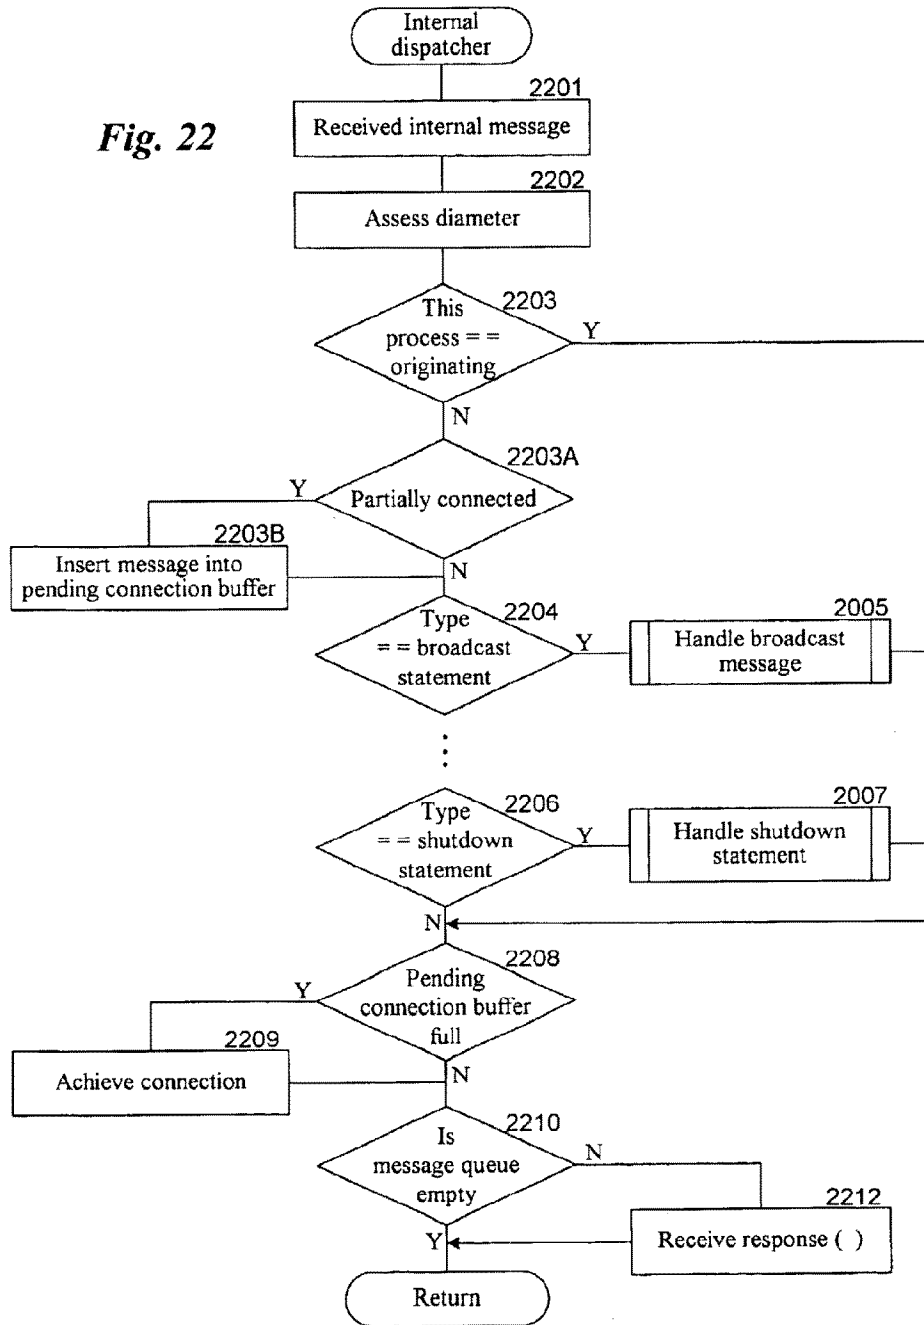 Fig. 22
Internal
dispatcher
2201
Received internal message
2202
Assess diameter
2203
This
process = =
originating
Y
N
2203A
Partially connected
Y
N
2203B
Insert message into
pending connection buffer
2204
Type
= = broadcast
statement
Y
2005
Handle broadcast
message
2206
Type
= = shutdown
statement
Y
N
2007
Handle shutdown
statement
2208
Pending
connection buffer
full
Y
N
2209
Achieve connection
2210
Is
message queue
empty
N
Y
2212
Receive response ( )
Return